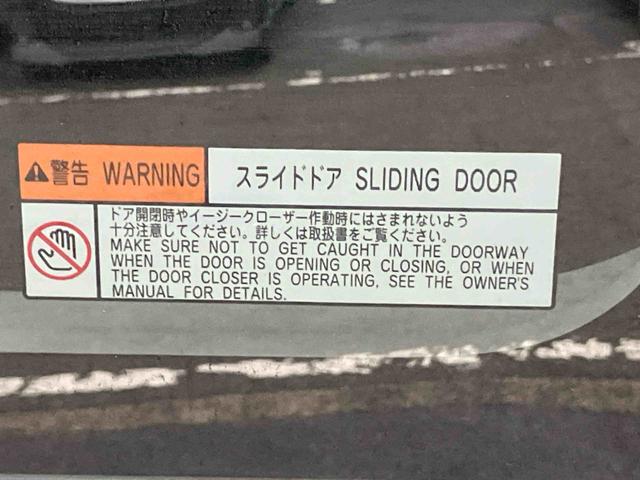 警告 WARNING スライドドア SLIDING DOOR
ドア開閉時やイージークローザー作動時にはさまれないよう
十分注意してください。詳しくは取扱書をご覧ください。
MAKE SURE NOT TO GET CAUGHT IN THE DOORWAY
WHEN THE DOOR IS OPENING OR CLOSING, OR WHEN
THE DOOR CLOSER IS OPERATING, SEE THE OWNER'S
MANUAL FOR DETAILS.